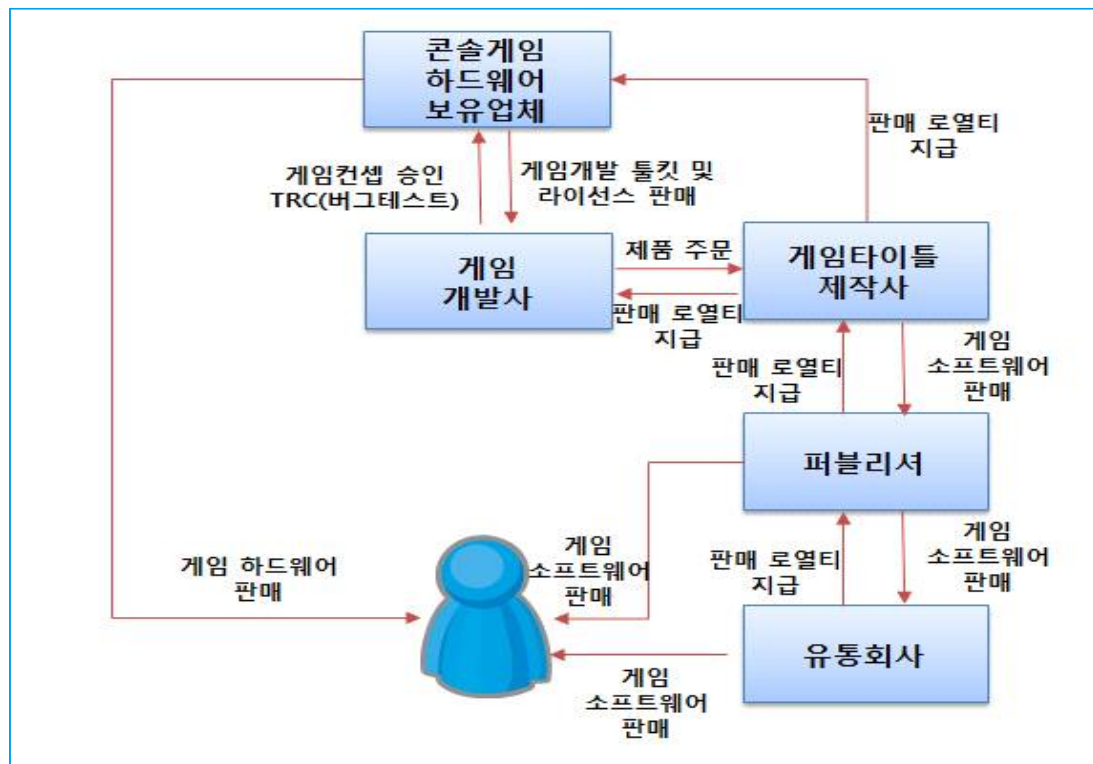 콘솔게임
하드웨어
보유업체
판매 로열티
지급
게임컨셉 승인
TRC(버그테스트)
게임개발 툴킷 및
라이선스 판매
게임
개발사
제품 주문
판매 로열티
지급
게임타이틀
제작사
판매 로열티
지급
게임
소프트웨어
판매
퍼블리셔
게임 하드웨어
판매
게임
소프트웨어
판매
판매 로열티
지급
게임
소프트웨어
판매
유통회사
게임
소프트웨어
판매